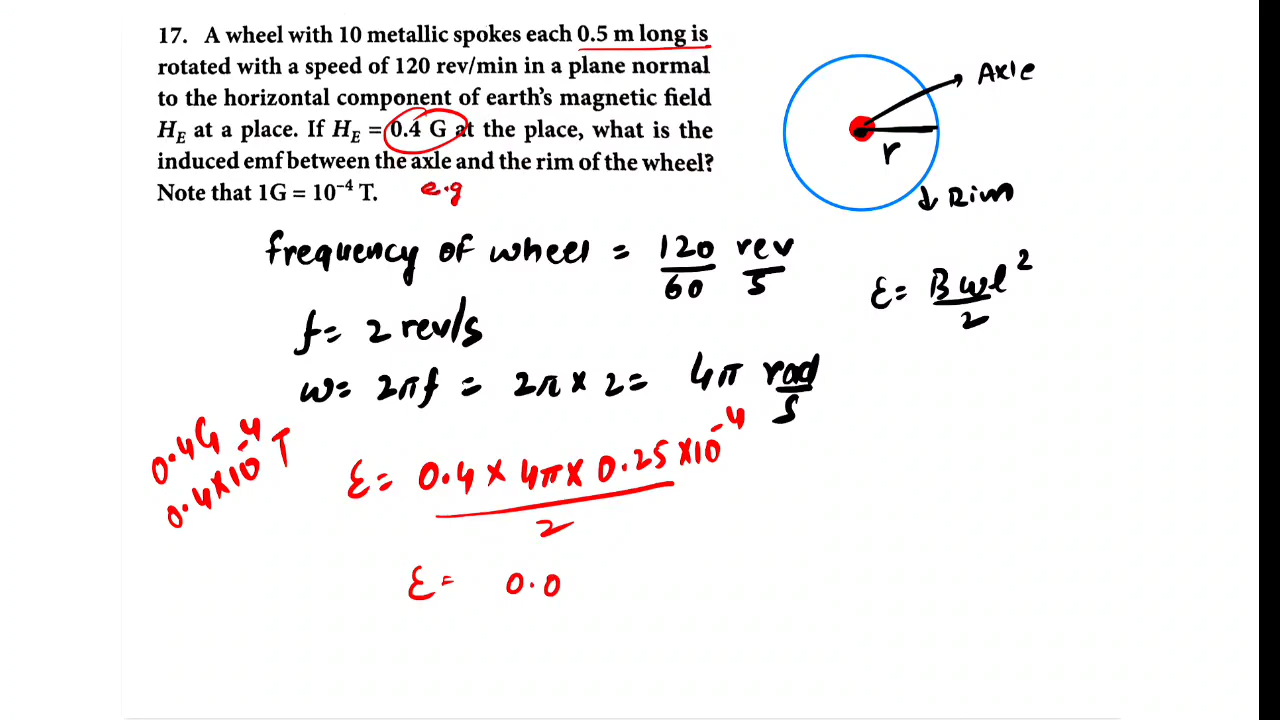 17. A wheel with 10 metallic spokes each 0.5 m long is
rotated with a speed of 120 rev/min in a plane normal
to the horizontal component of earth's magnetic field
H_E at a place. If H_E = 0.4 G at the place, what is the
induced emf between the axle and the rim of the wheel?
Note that 1G = 10⁻⁴ T.
e.g
Axle
r
↓ Rim
frequency of wheel = 120/60 rev/s
ε = Bωl²/2
f = 2 rev/s
ω = 2πf = 2π × 2 = 4π rad/s
0.4G
0.4×10⁻⁴ T
ε = 0.4 × 4π × 0.25 × 10⁻⁴ / 2
ε = 0.0